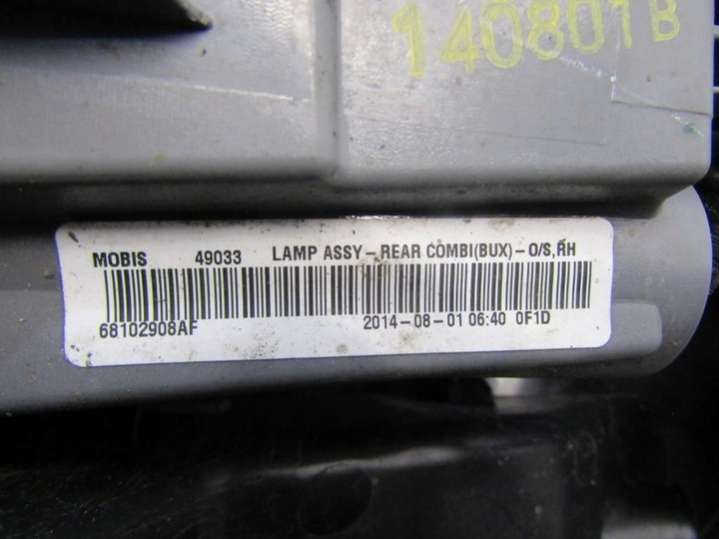 140801B
MOBIS 49033 LAMP ASSY-REAR COMBI(BUX)-O/S,RH
68102908AF 2014-08-01 06:40 0F1D